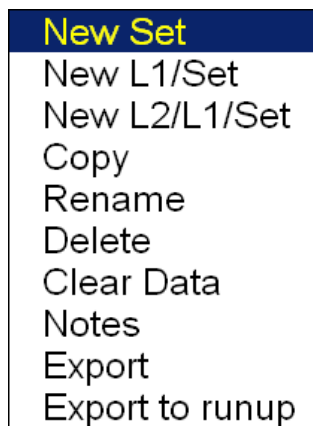 New Set
New L1/Set
New L2/L1/Set
Copy
Rename
Delete
Clear Data
Notes
Export
Export to runup